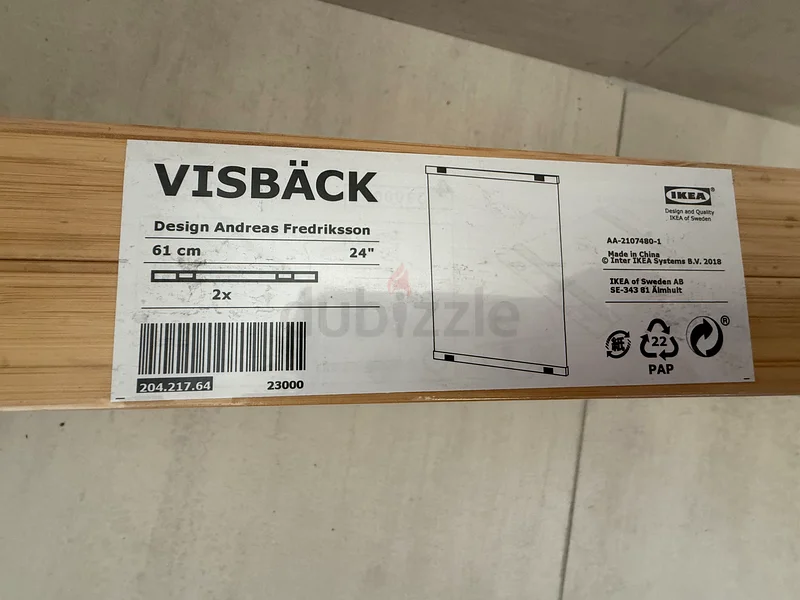 VISBÄCK
Design Andreas Fredriksson
61 cm 24"
2x
204.217.64 23000
IKEA®
Design and Quality
IKEA of Sweden
AA-2107480-1
Made in China
© Inter IKEA Systems B.V. 2018
IKEA of Sweden AB
SE-343 81 Älmhult
紙
22
PAP
®
dubizzle